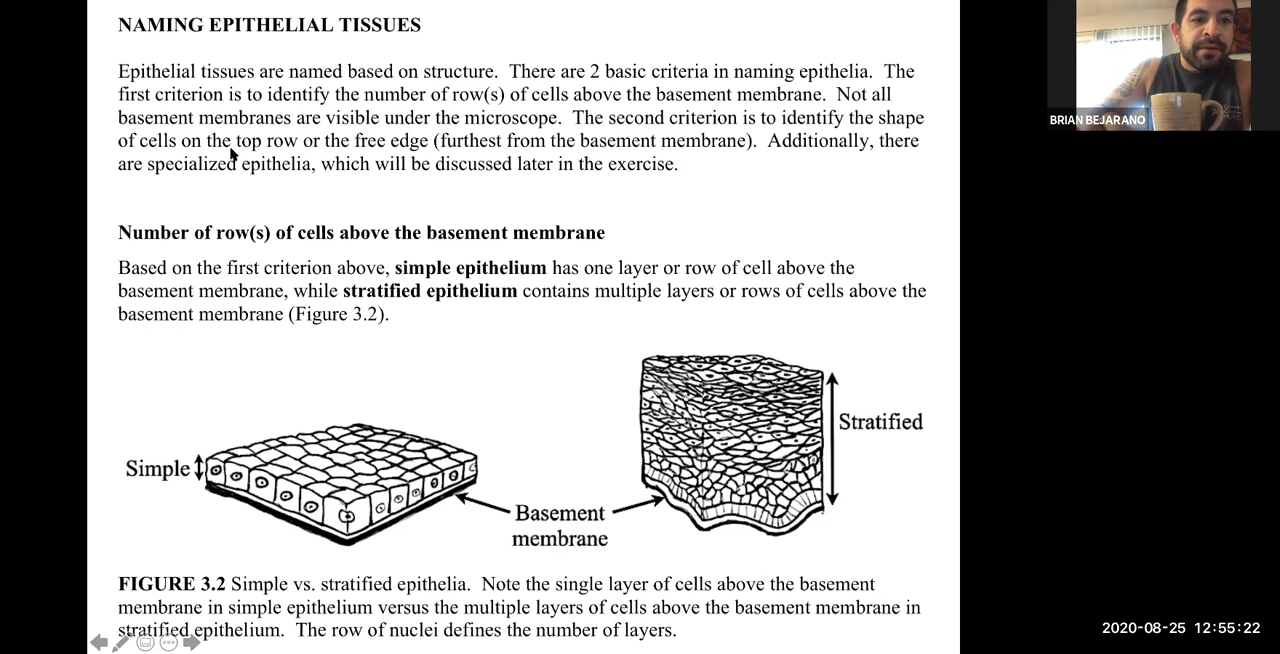 NAMING EPITHELIAL TISSUES
Epithelial tissues are named based on structure. There are 2 basic criteria in naming epithelia. The
first criterion is to identify the number of row(s) of cells above the basement membrane. Not all
basement membranes are visible under the microscope. The second criterion is to identify the shape
of cells on the top row or the free edge (furthest from the basement membrane). Additionally, there
are specialized epithelia, which will be discussed later in the exercise.
Number of row(s) of cells above the basement membrane
Based on the first criterion above, simple epithelium has one layer or row of cell above the
basement membrane, while stratified epithelium contains multiple layers or rows of cells above the
basement membrane (Figure 3.2).
Simple
Stratified
Basement
membrane
FIGURE 3.2 Simple vs. stratified epithelia. Note the single layer of cells above the basement
membrane in simple epithelium versus the multiple layers of cells above the basement membrane in
stratified epithelium. The row of nuclei defines the number of layers.
BRIAN BEJARANO
2020-08-25 12:55:22